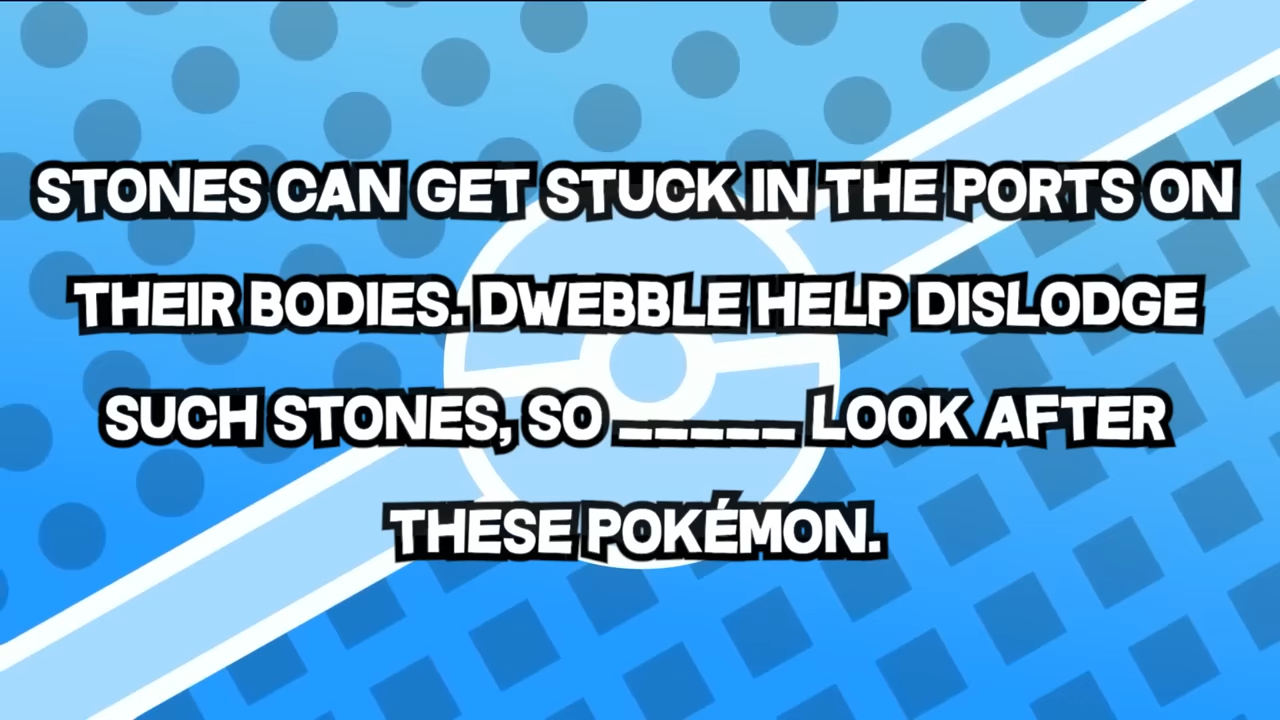 STONES CAN GET STUCK IN THE PORTS ON
THEIR BODIES. DWEBBLE HELP DISLODGE
SUCH STONES, SO _____ LOOK AFTER
THESE POKÉMON.